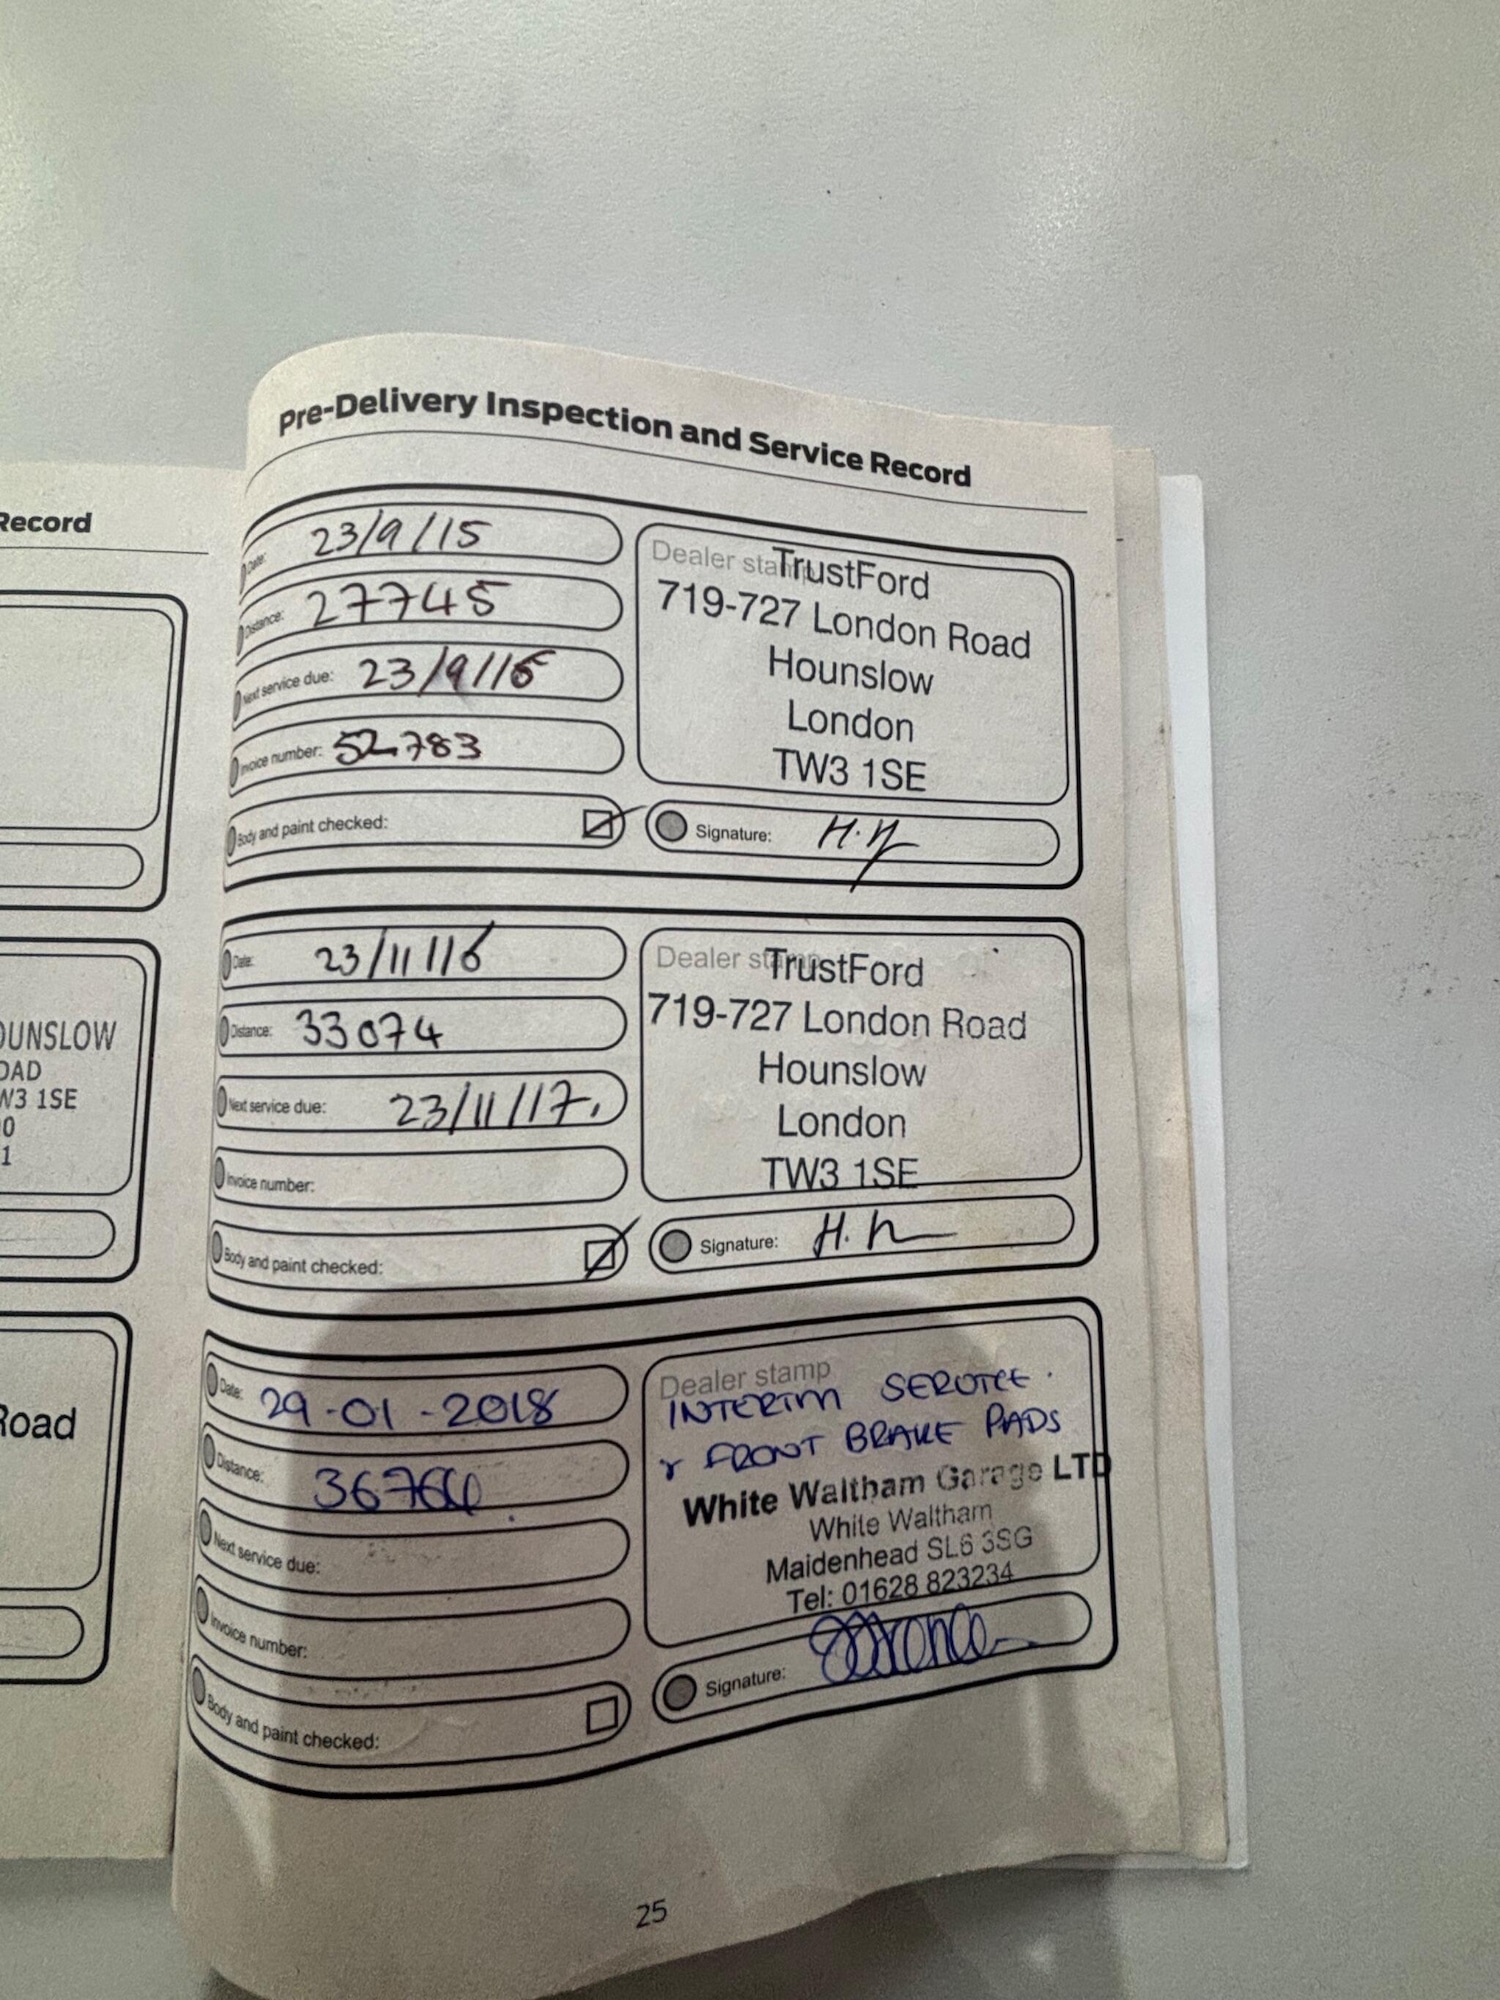 Record
OUNSLOW
OAD
W3 1SE
0
1
Road
Pre-Delivery Inspection and Service Record
Date: 23/9/15
Distance: 27745
Next service due: 23/9/16
Invoice number: 52783
Body and paint checked:
Dealer stamp
TrustFord
719-727 London Road
Hounslow
London
TW3 1SE
Signature:
Date: 23/11/16
Distance: 33074
Next service due: 23/11/17.
Invoice number:
Body and paint checked:
Dealer stamp
TrustFord
719-727 London Road
Hounslow
London
TW3 1SE
Signature:
Date: 29-01-2018
Distance:
Next service due:
Invoice number:
Body and paint checked:
Dealer stamp
INTERIM SERVICE.
FRONT BRAKE PADS
White Waltham Garage LTD
White Waltham
Maidenhead SL6 3SG
Tel: 01628 823234
Signature:
25